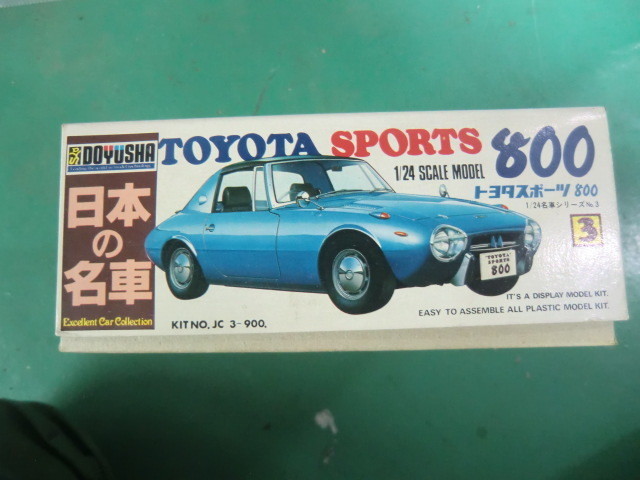 DOYUSHA
TOYOTA SPORTS 800
1/24 SCALE MODEL
トヨタスポーツ 800
1/24名車シリーズNo.3
3
日本の名車
Excellent Car Collection
TOYOTA
SPORTS
800
KIT NO. JC 3-900.
IT'S A DISPLAY MODEL KIT.
EASY TO ASSEMBLE ALL PLASTIC MODEL KIT.